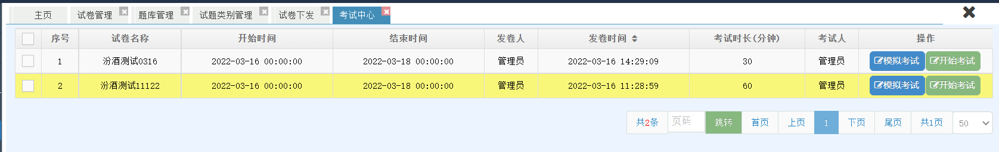 主页 试卷管理 题库管理 试题类别管理 试卷下发 考试中心
序号 试卷名称 开始时间 结束时间 发卷人 发卷时间 考试时长(分钟) 考试人 操作
1 汾酒测试0316 2022-03-16 00:00:00 2022-03-18 00:00:00 管理员 2022-03-16 14:29:09 30 管理员 模拟考试 开始考试
2 汾酒测试11122 2022-03-16 00:00:00 2022-03-18 00:00:00 管理员 2022-03-16 11:28:59 60 管理员 模拟考试 开始考试
共2条 页码 跳转 首页 上页 1 下页 尾页 共1页 50